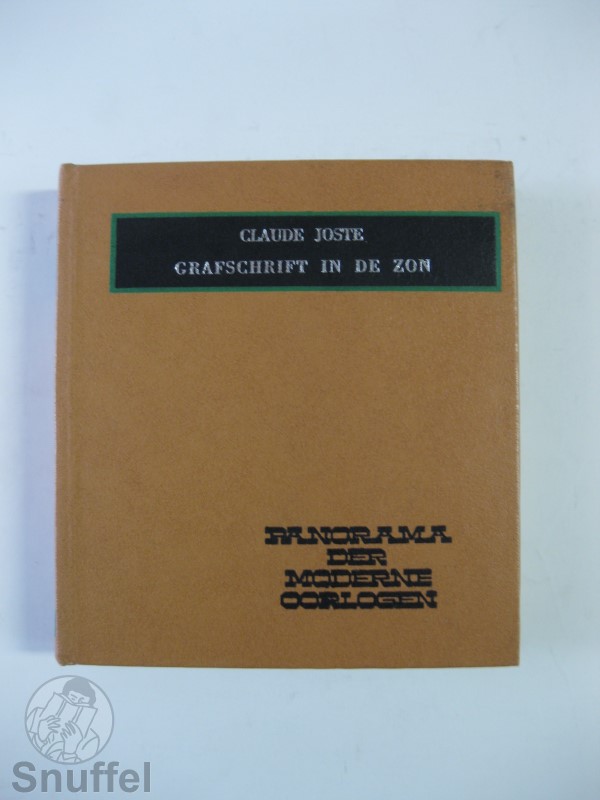 CLAUDE JOSTE
GRAFSCHRIFT IN DE ZON
PANORAMA
DER
MODERNE
OORLOGEN
Snuffel